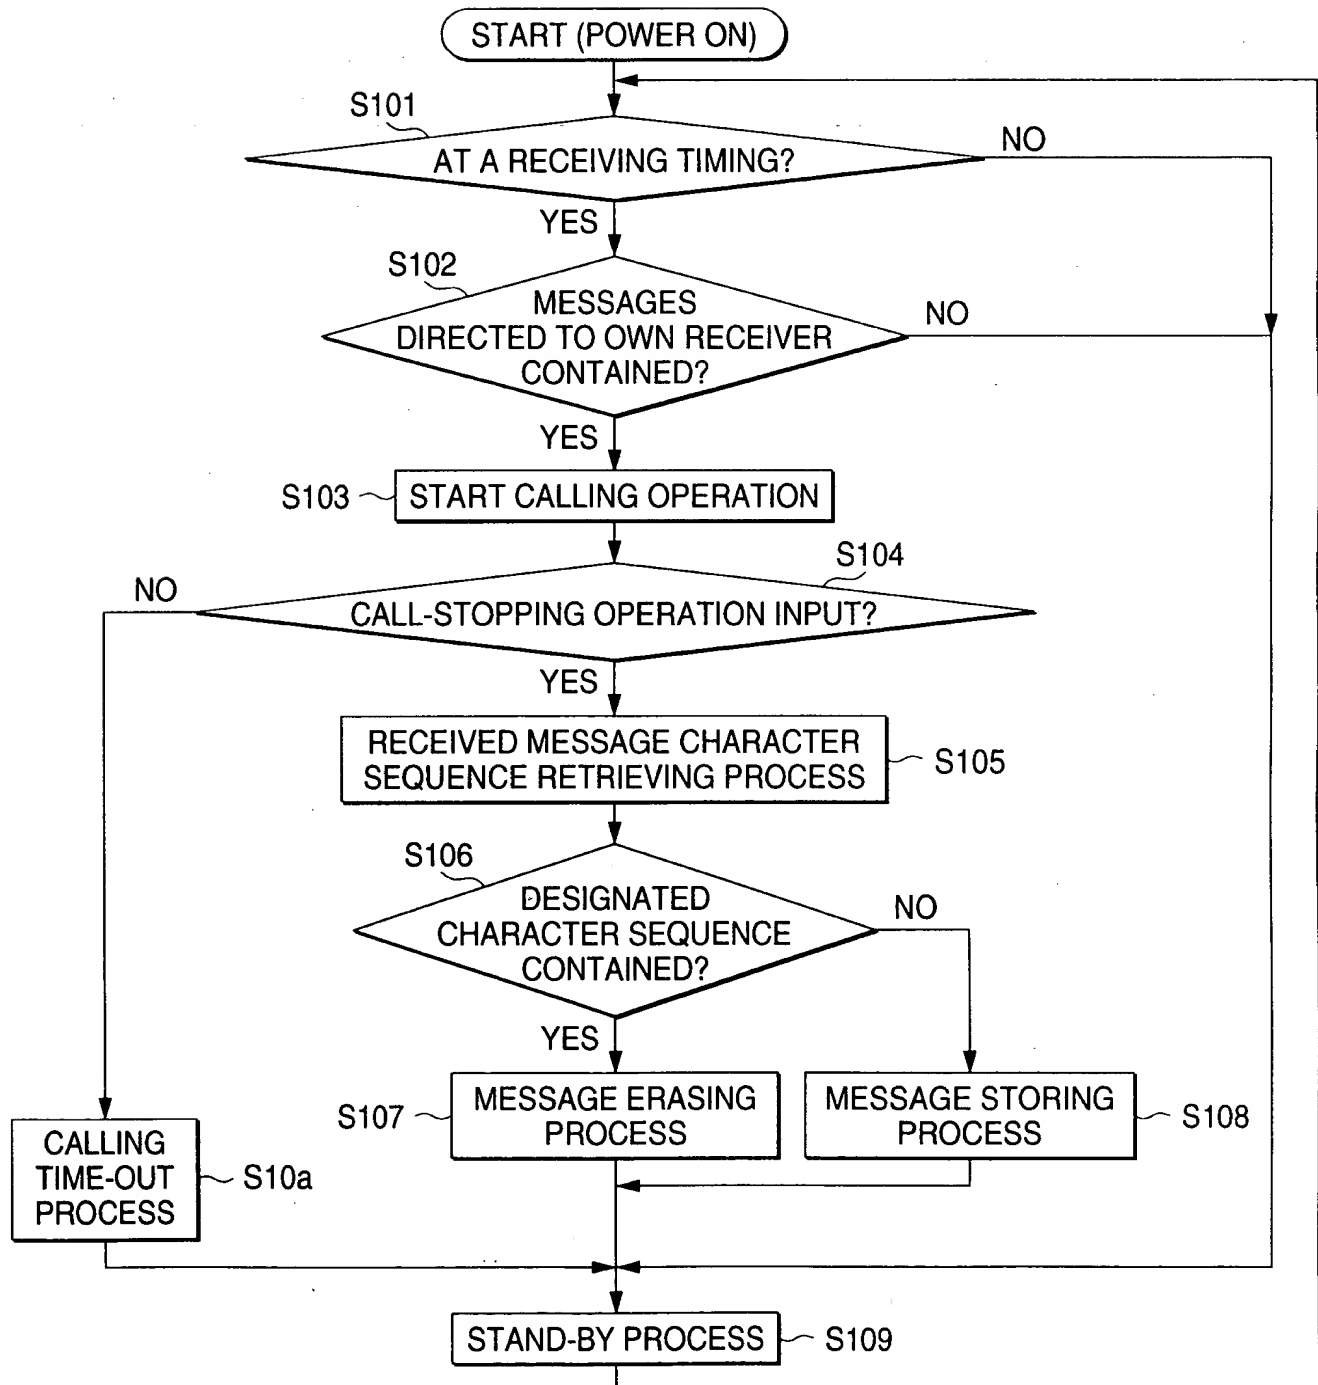 START (POWER ON)
S101
AT A RECEIVING TIMING?
NO
YES
S102
MESSAGES
DIRECTED TO OWN RECEIVER
CONTAINED?
NO
YES
S103
START CALLING OPERATION
S104
NO
CALL-STOPPING OPERATION INPUT?
YES
RECEIVED MESSAGE CHARACTER
SEQUENCE RETRIEVING PROCESS
S105
S106
DESIGNATED
CHARACTER SEQUENCE
CONTAINED?
NO
YES
S107
MESSAGE ERASING
PROCESS
MESSAGE STORING
PROCESS
S108
CALLING
TIME-OUT
PROCESS
S10a
STAND-BY PROCESS
S109